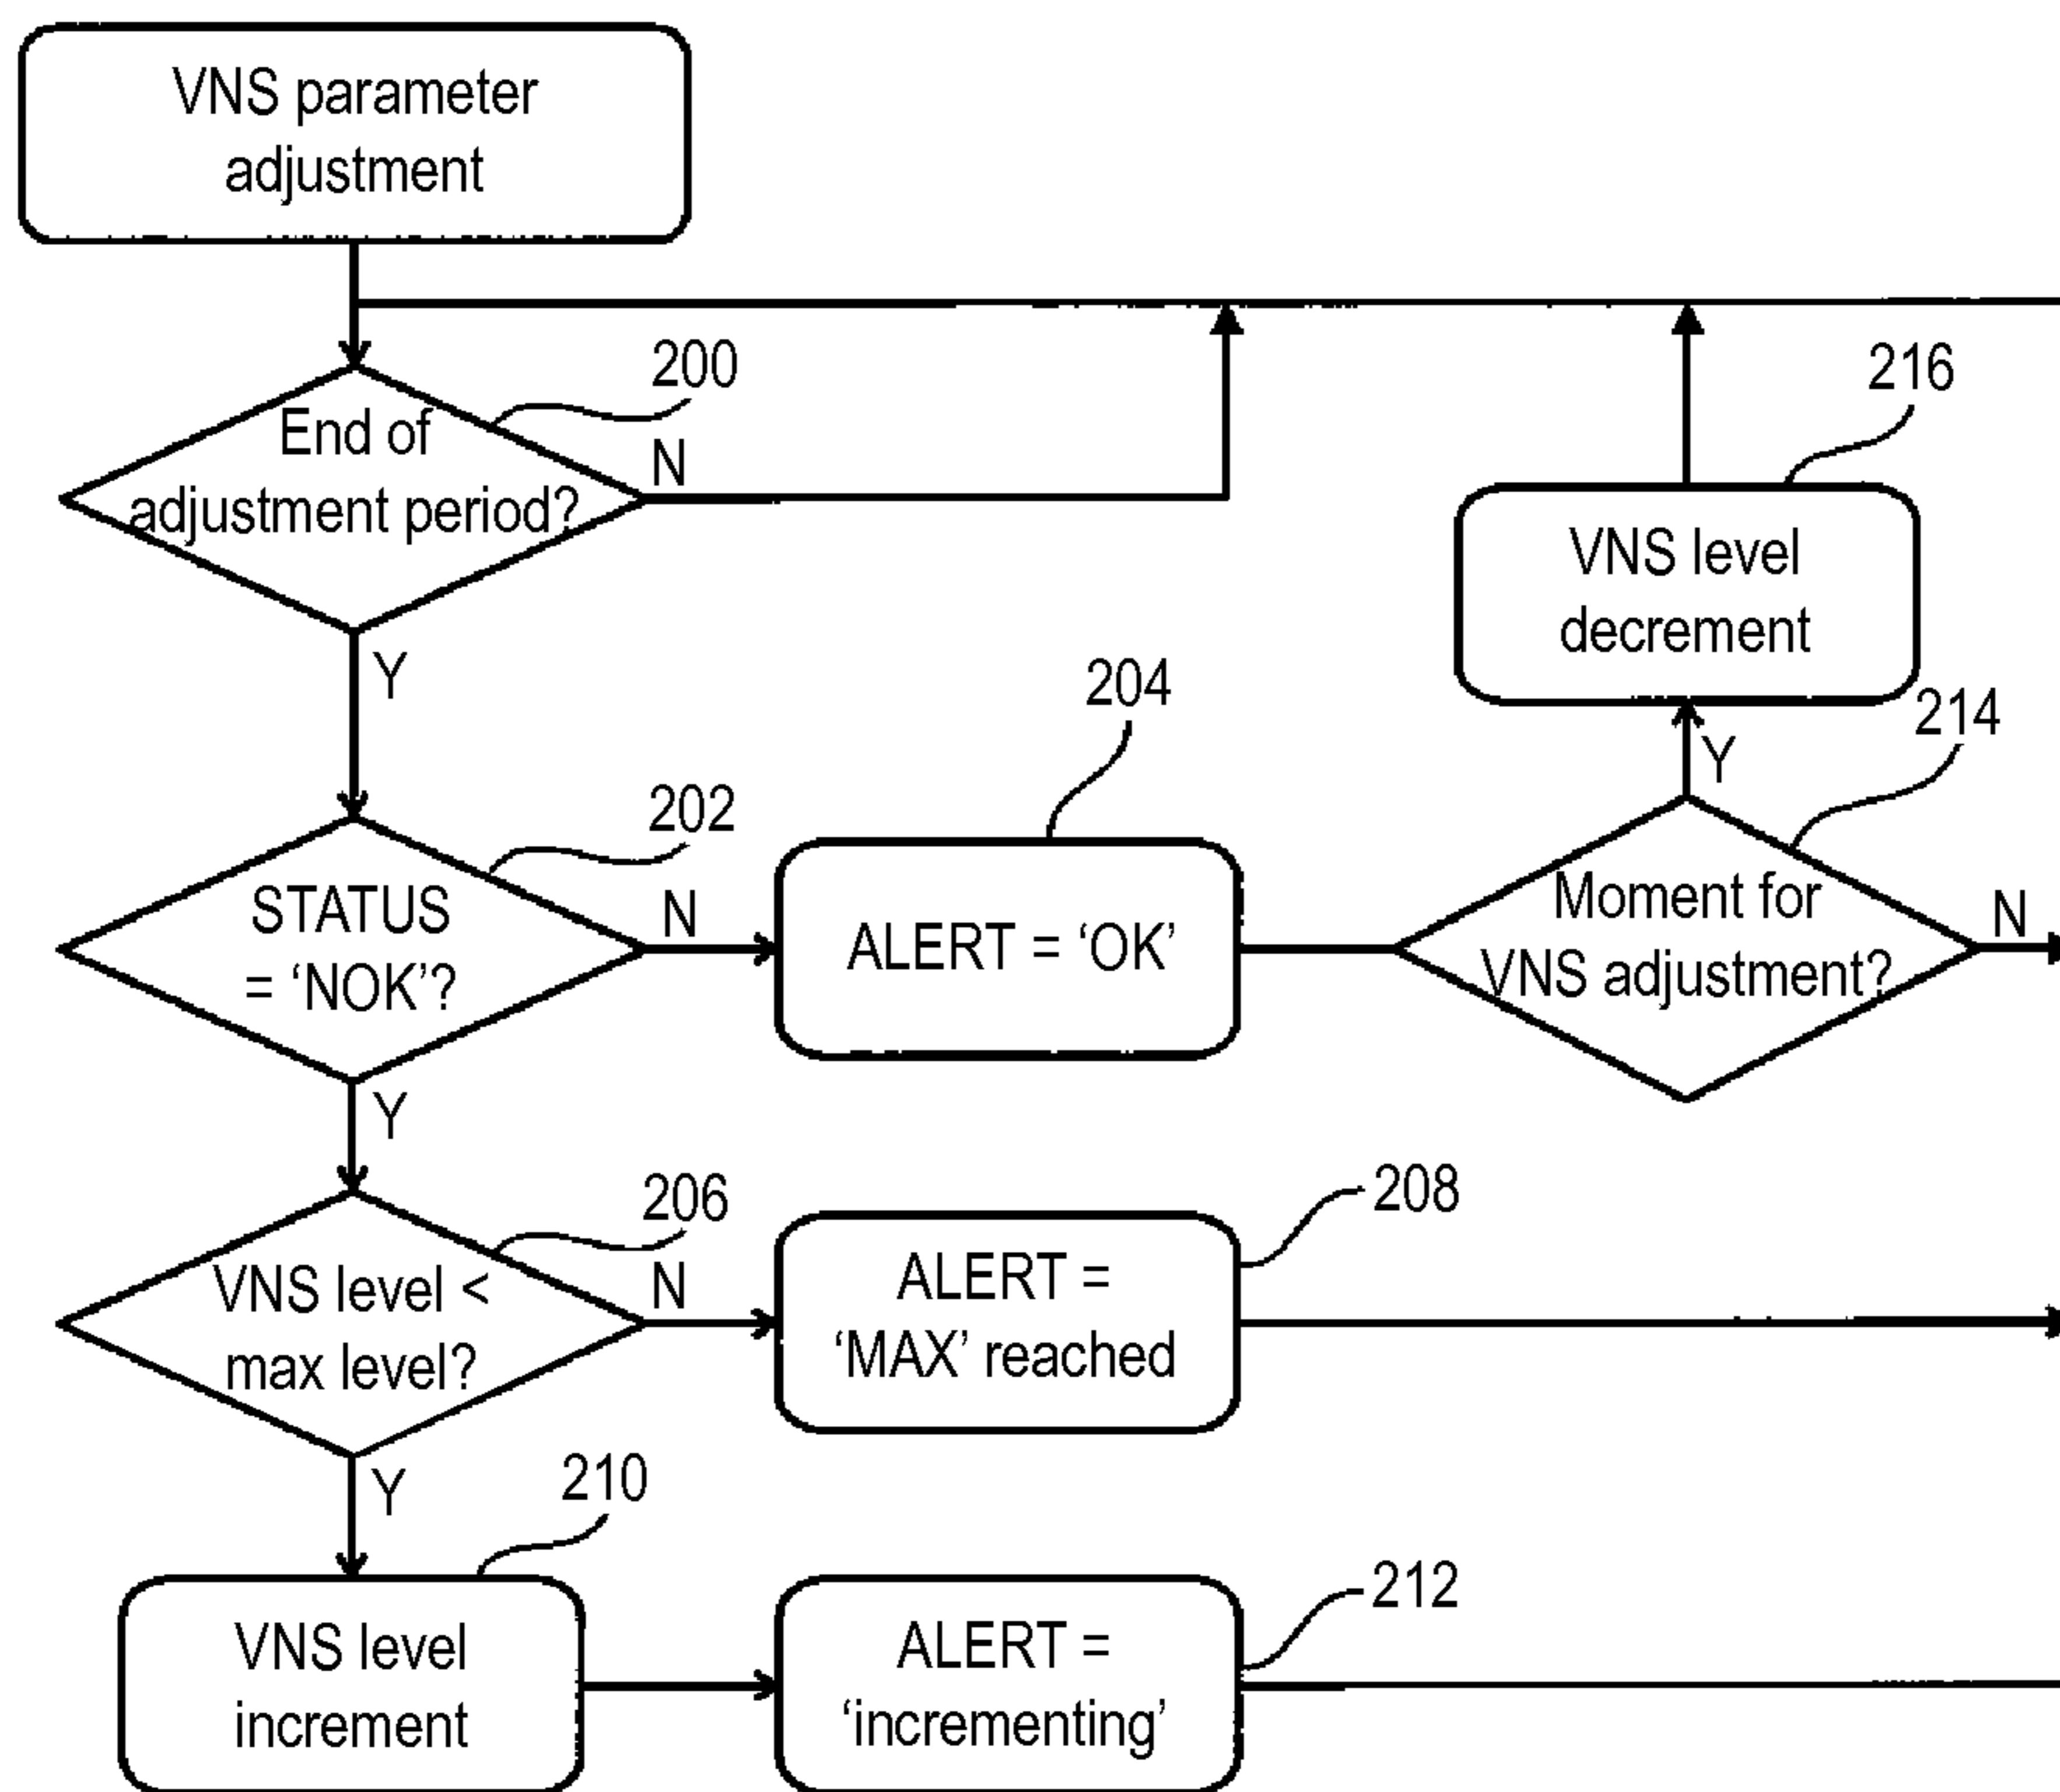 VNS parameter
adjustment
200
End of
adjustment period?
N
Y
216
VNS level
decrement
204
214
Y
202
STATUS
= ‘NOK’?
N
ALERT = ‘OK’
Moment for
VNS adjustment?
N
Y
206
VNS level <
max level?
N
208
ALERT =
‘MAX’ reached
Y
210
VNS level
increment
212
ALERT =
‘incrementing’